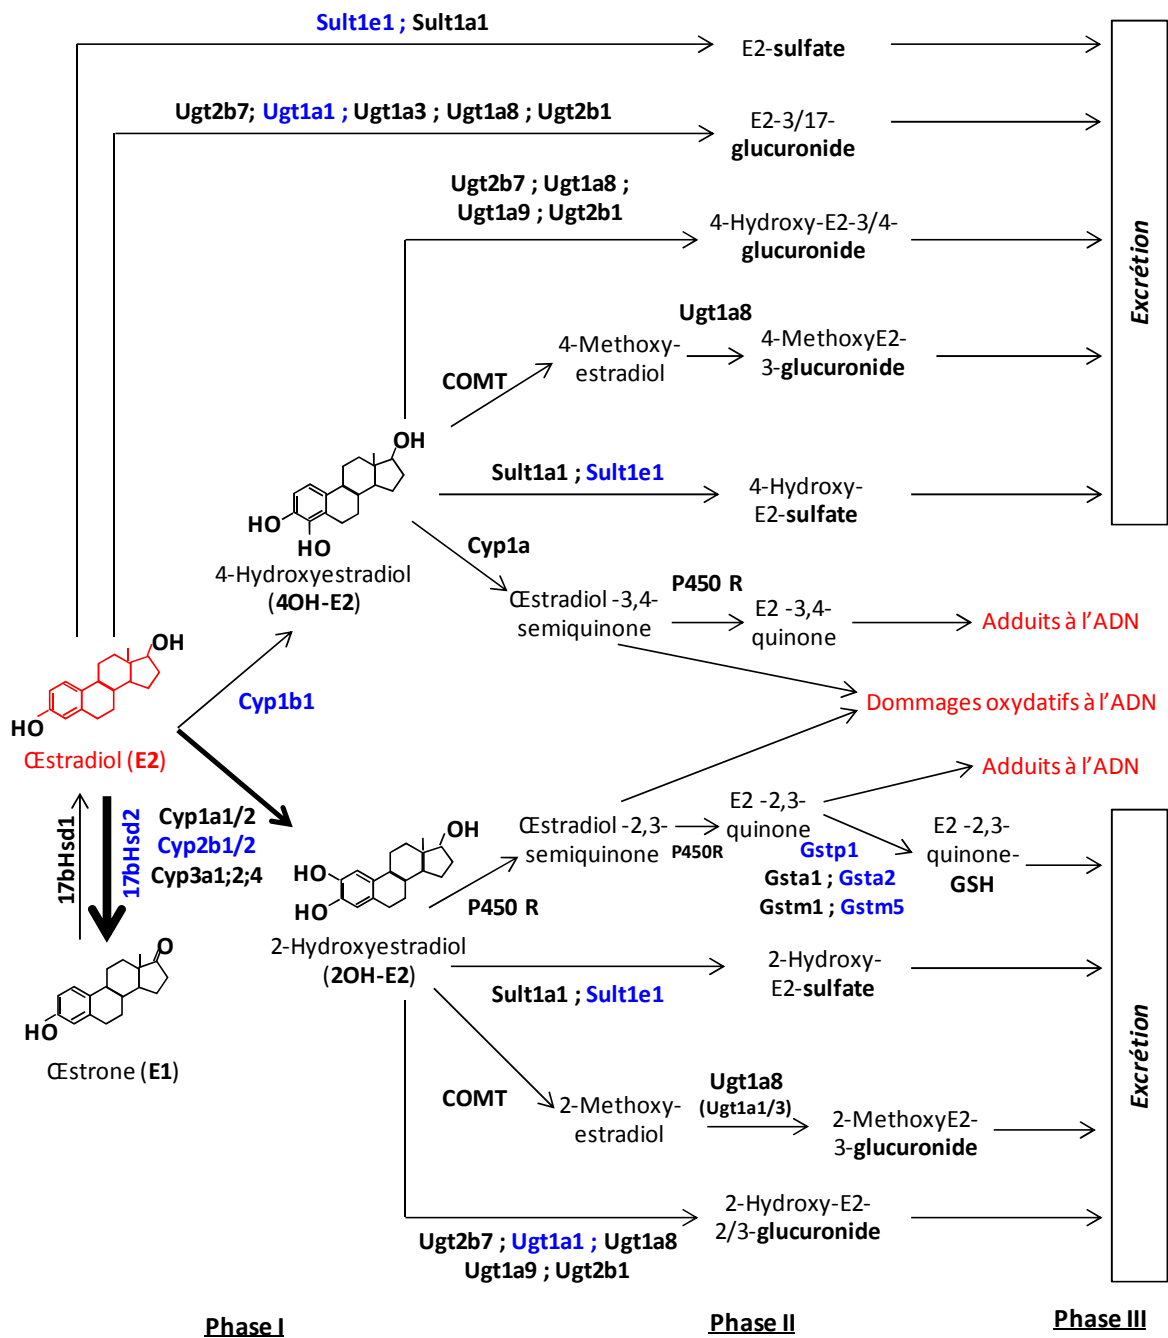 Sult1e1 ; Sult1a1
E2-sulfate
Ugt2b7; Ugt1a1 ; Ugt1a3 ; Ugt1a8 ; Ugt2b1
E2-3/17-
glucuronide
Ugt2b7 ; Ugt1a8 ;
Ugt1a9 ; Ugt2b1
4-Hydroxy-E2-3/4-
glucuronide
Excrétion
Ugt1a8
4-Methoxy-
estradiol
4-MethoxyE2-
3-glucuronide
COMT
OH
HO
HO
4-Hydroxyestradiol
(4OH-E2)
Sult1a1 ; Sult1e1
4-Hydroxy-
E2-sulfate
Cyp1a
Œstradiol -3,4-
semiquinone
P450 R
E2 -3,4-
quinone
Adduits à l'ADN
OH
HO
Œstradiol (E2)
Cyp1b1
Dommages oxydatifs à l'ADN
Adduits à l'ADN
17bHsd1
17bHsd2
Cyp1a1/2
Cyp2b1/2
Cyp3a1;2;4
OH
HO
HO
2-Hydroxyestradiol
(2OH-E2)
Œstradiol -2,3-
semiquinone
P450 R
P450R
E2 -2,3-
quinone
Gstp1
Gsta1 ; Gsta2
Gstm1 ; Gstm5
E2 -2,3-
quinone-
GSH
O
HO
Œstrone (E1)
Sult1a1 ; Sult1e1
2-Hydroxy-
E2-sulfate
Excrétion
COMT
2-Methoxy-
estradiol
Ugt1a8
(Ugt1a1/3)
2-MethoxyE2-
3-glucuronide
2-Hydroxy-E2-
2/3-glucuronide
Ugt2b7 ; Ugt1a1 ; Ugt1a8
Ugt1a9 ; Ugt2b1
Phase I
Phase II
Phase III